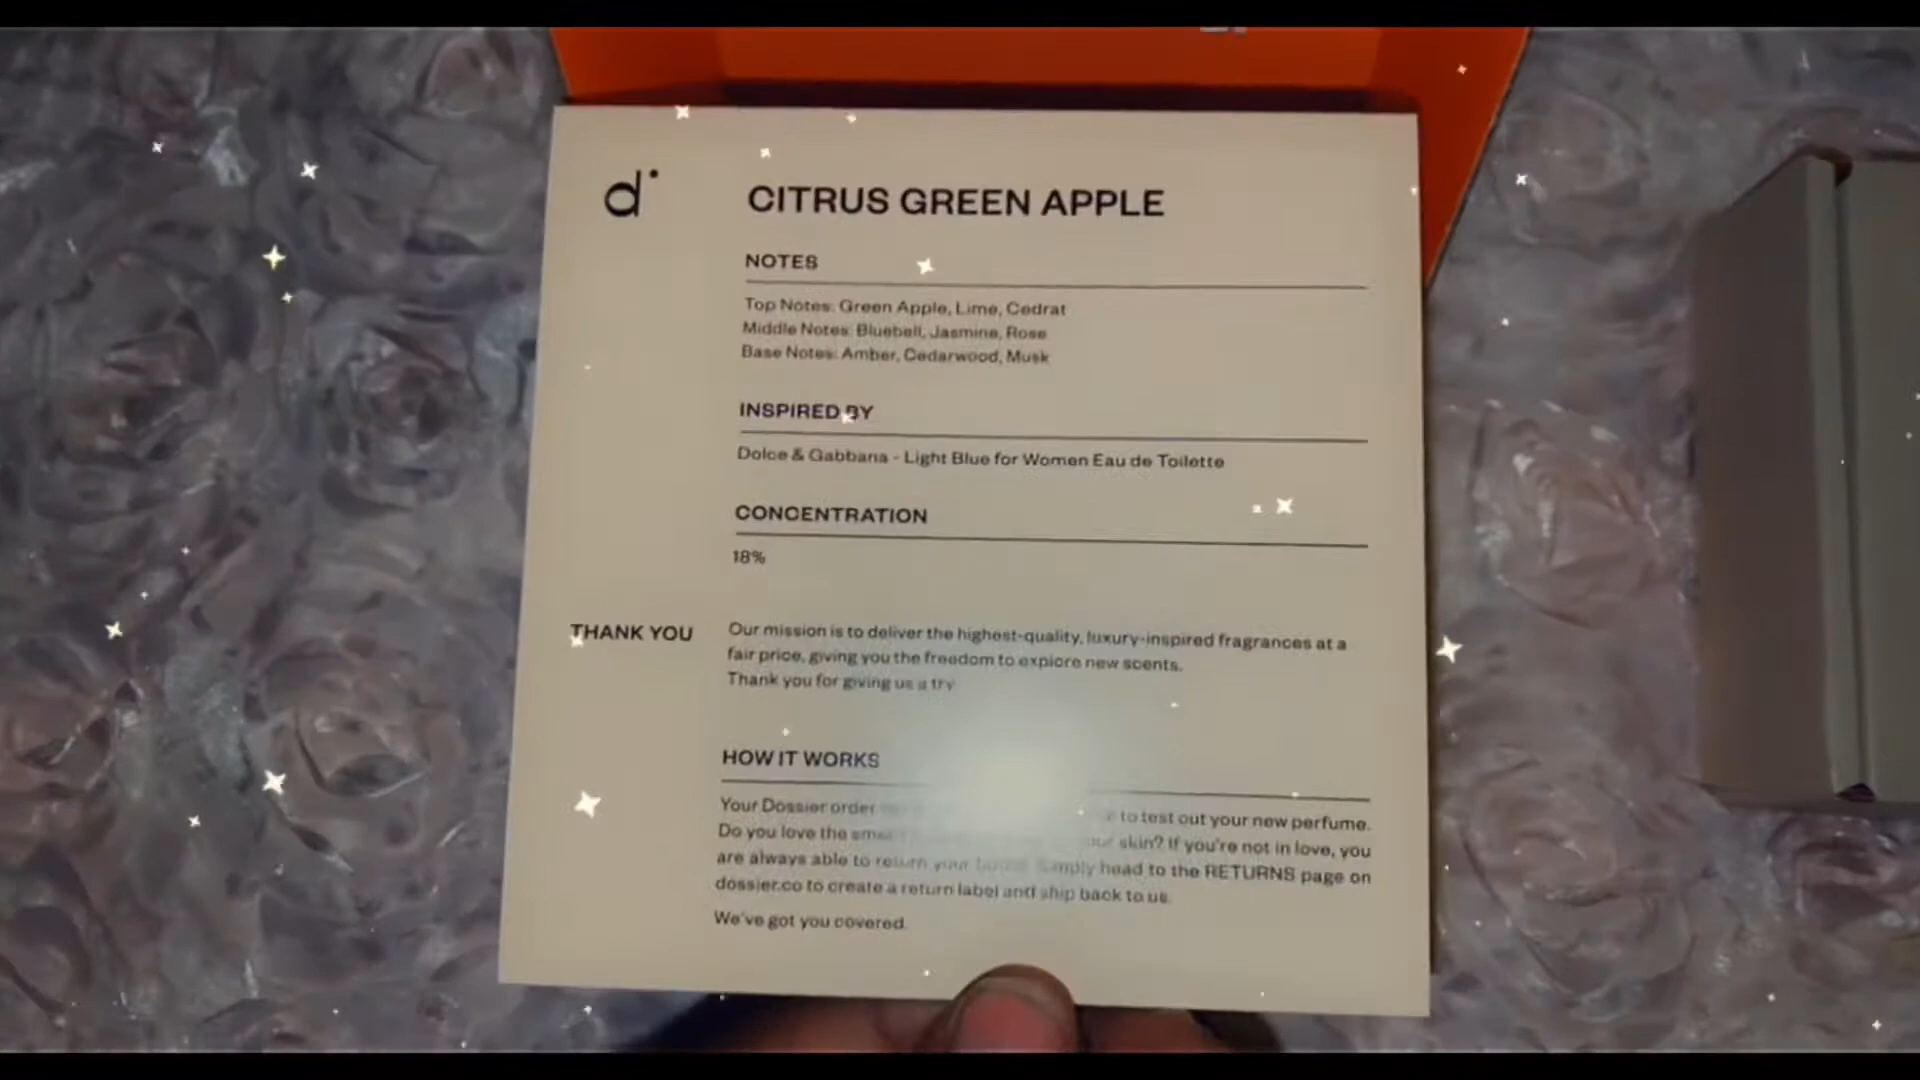 d•
CITRUS GREEN APPLE
NOTES
Top Notes: Green Apple, Lime, Cedrat
Middle Notes: Bluebell, Jasmine, Rose
Base Notes: Amber, Cedarwood, Musk
INSPIRED BY
Dolce & Gabbana - Light Blue for Women Eau de Toilette
CONCENTRATION
18%
THANK YOU
Our mission is to deliver the highest-quality, luxury-inspired fragrances at a
fair price, giving you the freedom to explore new scents.
Thank you for giving us a try
HOW IT WORKS
Your Dossier order to test out your new perfume.
Do you love the skin? If you're not in love, you
are always able to return your simply head to the RETURNS page on
dossier.co to create a return label and ship back to us.
We've got you covered.